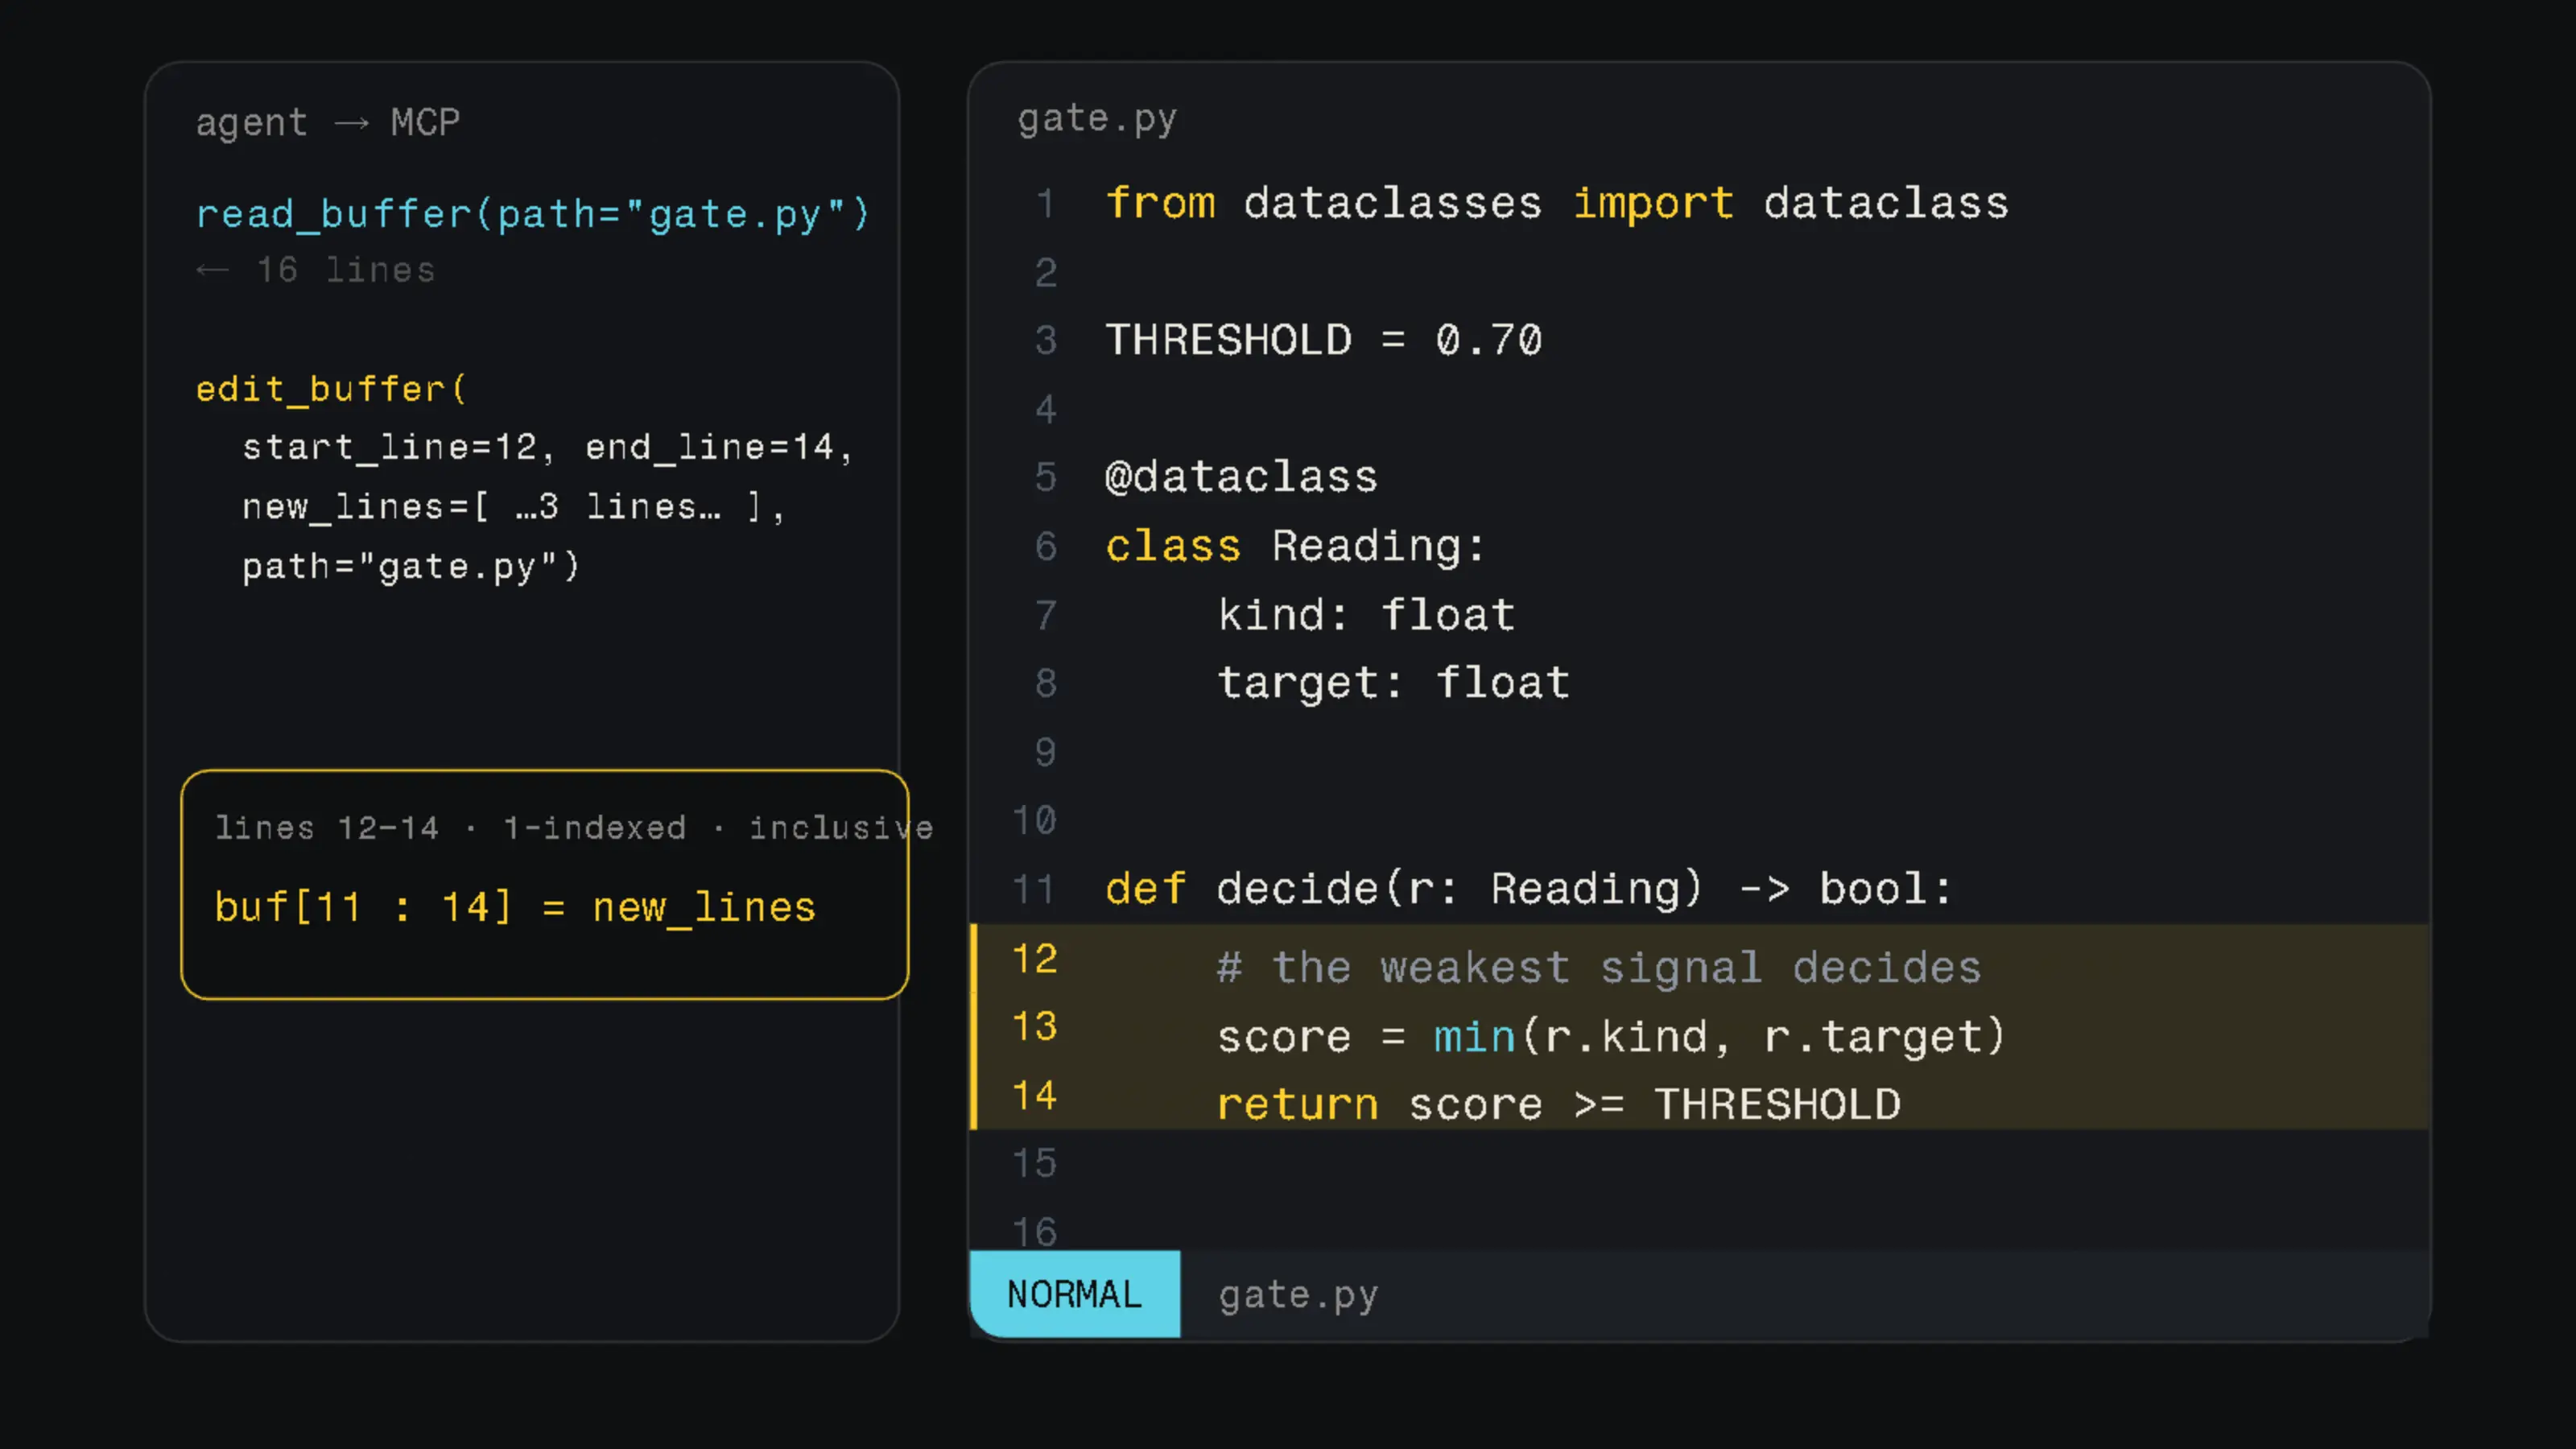 agent → MCP
read_buffer(path="gate.py")
← 16 lines
edit_buffer(
  start_line=12, end_line=14,
  new_lines=[ …3 lines… ],
  path="gate.py")
lines 12–14 · 1-indexed · inclusive
buf[11 : 14] = new_lines
gate.py
1 from dataclasses import dataclass
2
3 THRESHOLD = 0.70
4
5 @dataclass
6 class Reading:
7     kind: float
8     target: float
9
10
11 def decide(r: Reading) -> bool:
12     # the weakest signal decides
13     score = min(r.kind, r.target)
14     return score >= THRESHOLD
15
16
NORMAL gate.py